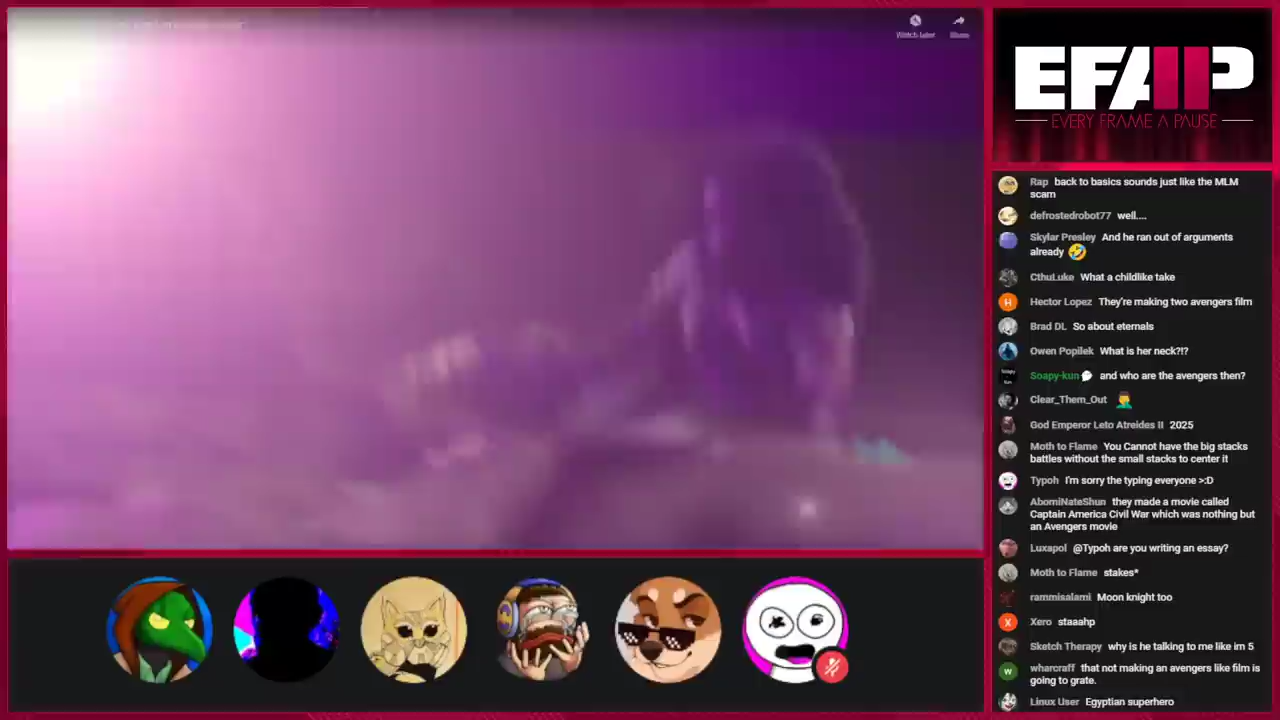 Watch later
Share
EFAP
EVERY FRAME A PAUSE
Rap back to basics sounds just like the MLM
scam
defrostedrobot77 well....
Skylar Presley And he ran out of arguments
already 🤣
CthuLuke What a childlike take
H
Hector Lopez They're making two avengers film
Brad DL So about eternals
Owen Popilek What is her neck?!?
Soapy-kun and who are the avengers then?
Clear_Them_Out 🤦‍♂️
God Emperor Leto Atreides II 2025
Moth to Flame You Cannot have the big stacks
battles without the small stacks to center it
Typoh I'm sorry the typing everyone >:D
AbomiNateShun they made a movie called
Captain America Civil War which was nothing but
an Avengers movie
Luxapol @Typoh are you writing an essay?
Moth to Flame stakes*
rammisalami Moon knight too
X
Xero staaahp
Sketch Therapy why is he talking to me like im 5
w
wharcraff that not making an avengers like film is
going to grate.
Linux User Egyptian superhero